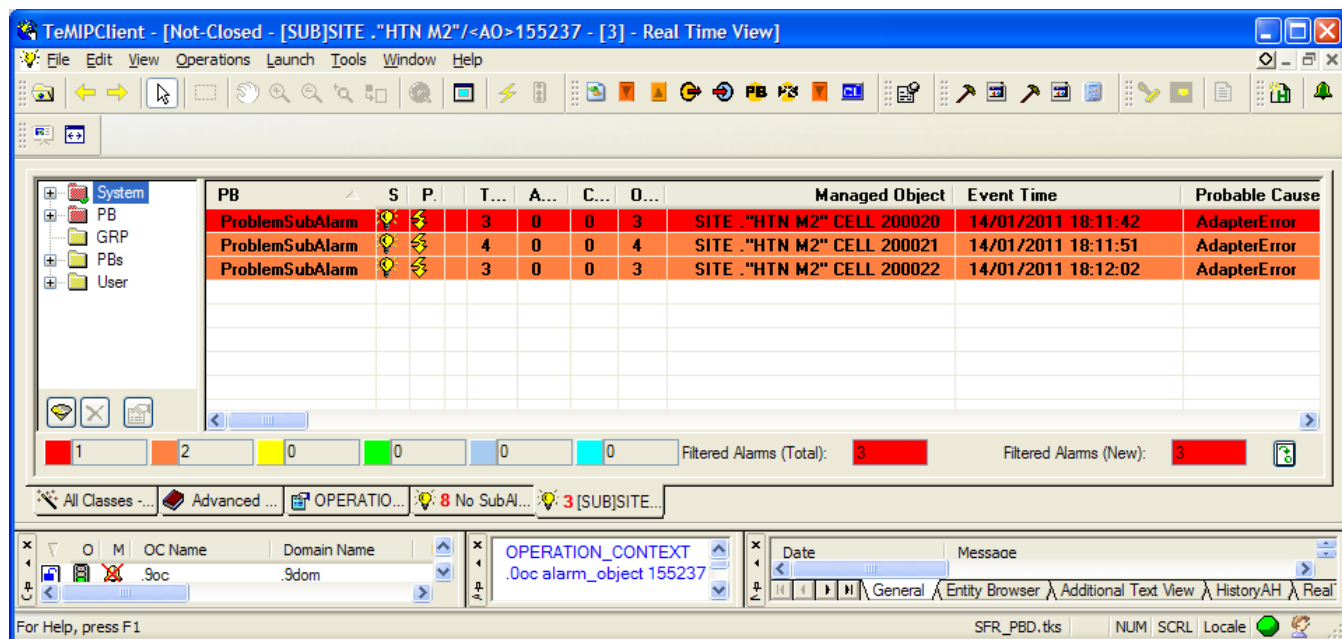 TeMIPClient - [Not-Closed - [SUB]SITE ."HTN M2"/<AO>155237 - [3] - Real Time View]
File Edit View Operations Launch Tools Window Help
PB PB CL
H
System
PB
GRP
PBs
User
PB S P. T... A... C... O... Managed Object Event Time Probable Cause
ProblemSubAlarm 3 0 0 3 SITE ."HTN M2" CELL 200020 14/01/2011 18:11:42 AdapterError
ProblemSubAlarm 4 0 0 4 SITE ."HTN M2" CELL 200021 14/01/2011 18:11:51 AdapterError
ProblemSubAlarm 3 0 0 3 SITE ."HTN M2" CELL 200022 14/01/2011 18:12:02 AdapterError
1 2 0 0 0 0 Filtered Alarms (Total): 3 Filtered Alarms (New): 3
All Classes -... Advanced ... OPERATIO... 8 No SubAl... 3 [SUB]SITE...
O M OC Name Domain Name
.9oc .9dom
OPERATION_CONTEXT
.0oc alarm_object 155237
Date Message
General Entity Browser Additional Text View HistoryAH Real
For Help, press F1 SFR_PBD.tks NUM SCRL Locale